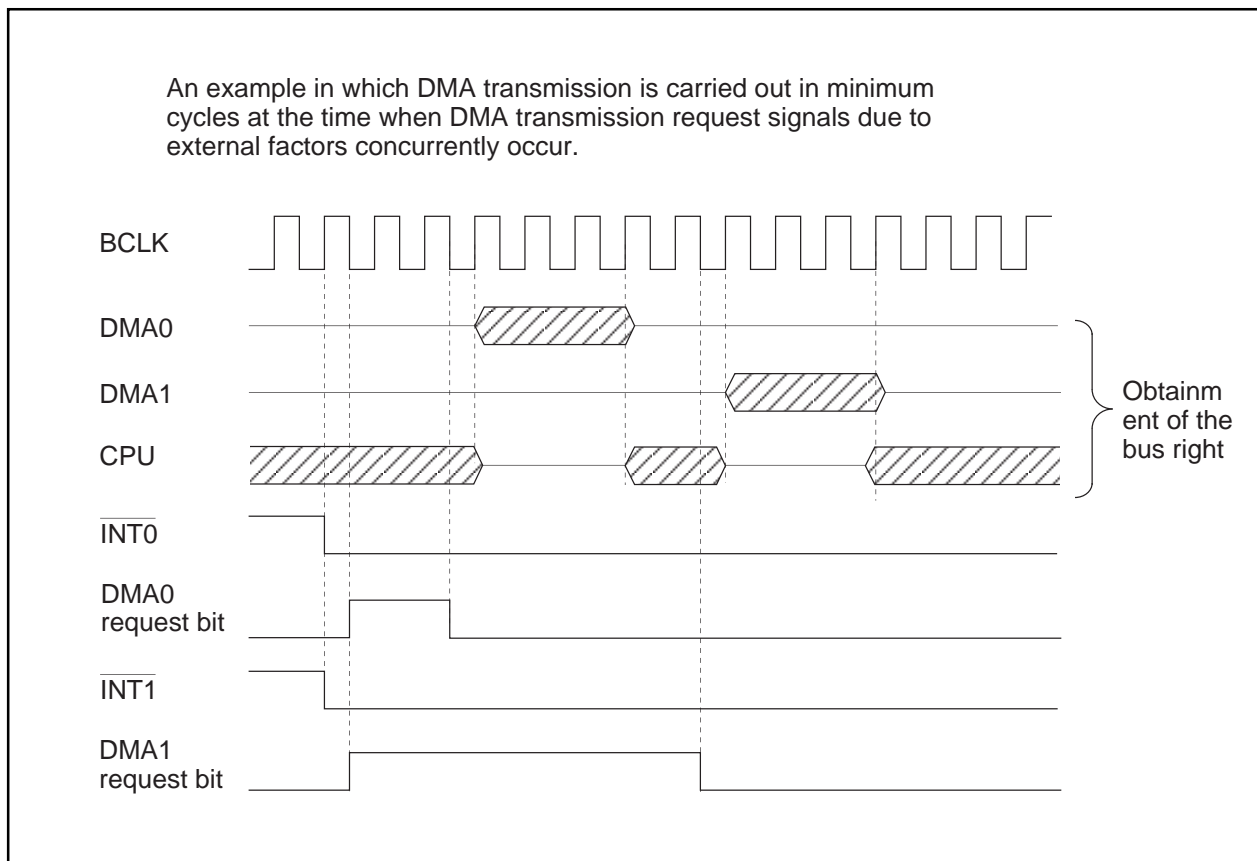 An example in which DMA transmission is carried out in minimum
cycles at the time when DMA transmission request signals due to
external factors concurrently occur.
BCLK
DMA0
DMA1
CPU
Obtainm
ent of the
bus right
INT0
DMA0
request bit
INT1
DMA1
request bit